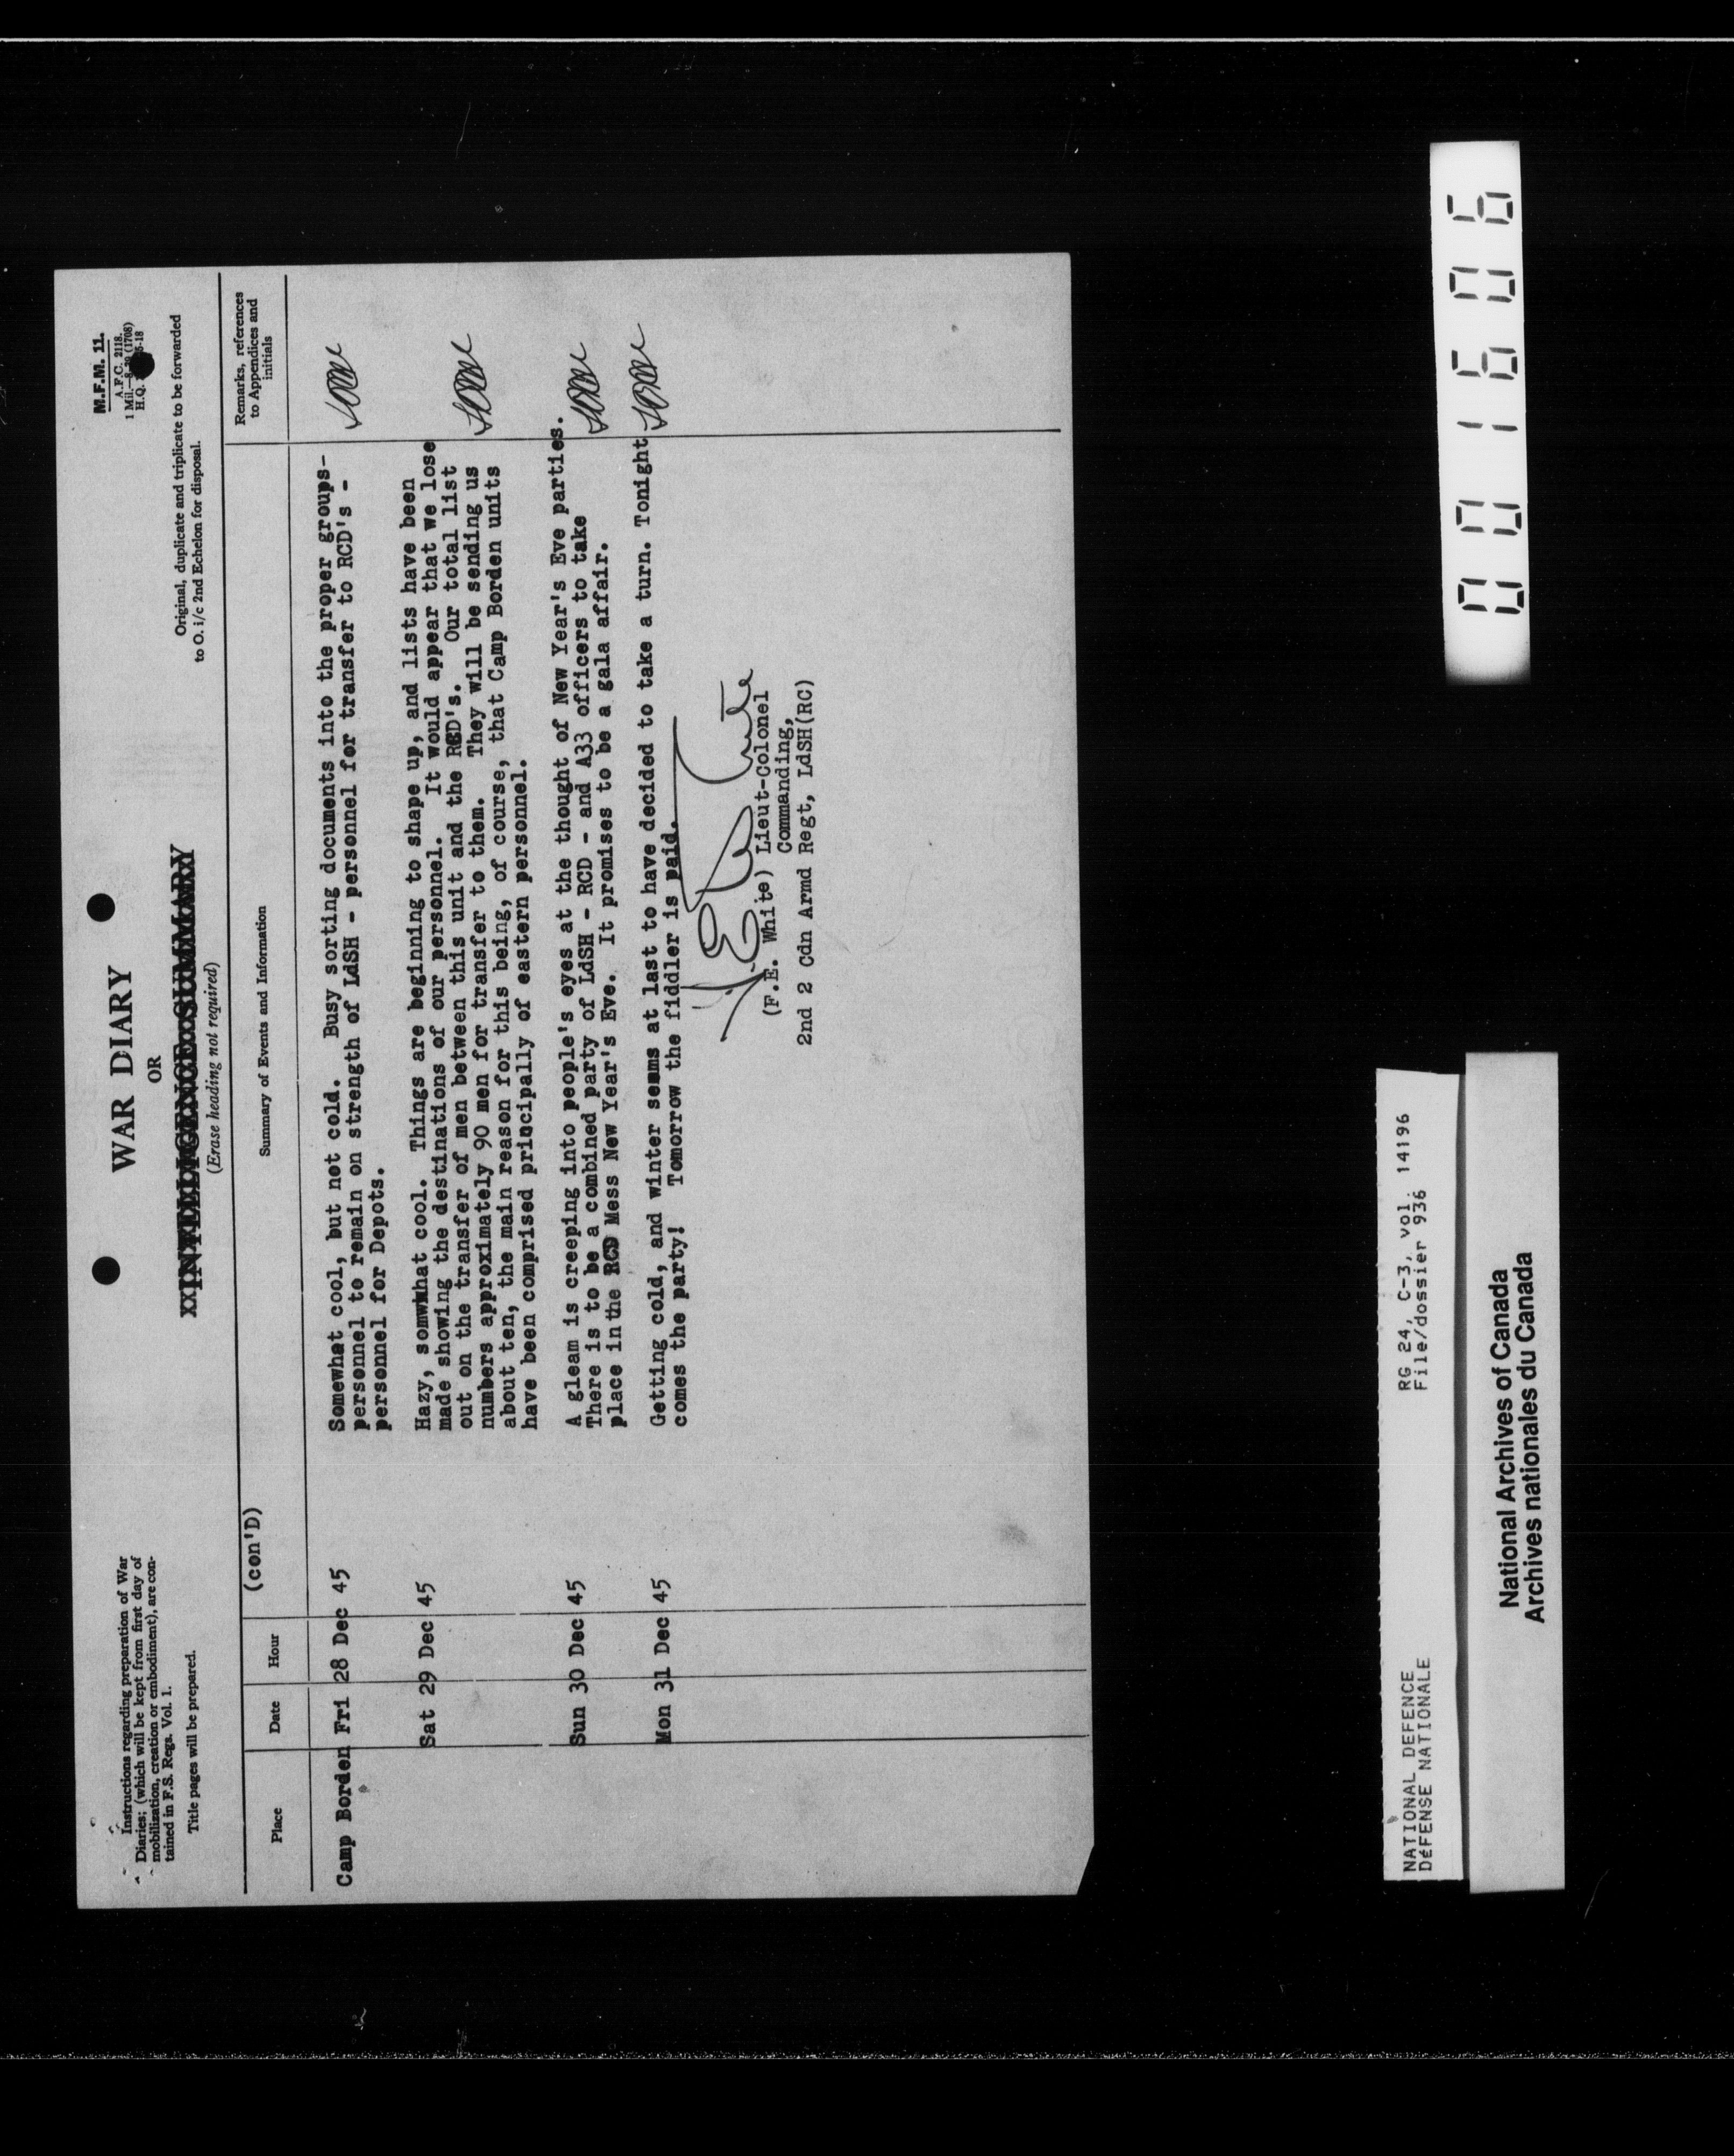 Instructions regarding preparation of War
Diaries; (which will be kept from first day of
mobilization, creation or embodiment), are con-
tained in F.S. Regs. Vol. 1.
Title pages will be prepared.
WAR DIARY
OR
XXINTELLIGENCE SUMMARY
(Erase heading not required)
M.F.M. 11.
A.F.C. 2118.
1 Mil.—8-39 (1708)
H.Q.
Original, duplicate and triplicate to be forwarded
to O. i/c 2nd Echelon for disposal.
(con'D)
Place
Date
Hour
Summary of Events and Information
Remarks, references
to Appendices and
initials
Camp Borden Fri 28 Dec 45
Somewhat cool, but not cold. Busy sorting documents into the proper groups-
personnel to remain on strength of LdSH - personnel for transfer to RCD's -
personnel for Depots.
Sat 29 Dec 45
Hazy, somwhat cool. Things are beginning to shape up, and lists have been
made showing the destinations of our personnel. It would appear that we lose
out on the transfer of men between this unit and the RCD's. Our total list
numbers approximately 90 men for transfer to them. They will be sending us
about ten, the main reason for this being, of course, that Camp Borden units
have been comprised principally of eastern personnel.
Sun 30 Dec 45
A gleam is creeping into people's eyes at the thought of New Year's Eve parties.
There is to be a combined party of LdSH - RCD - and A33 officers to take
place in the RCD Mess New Year's Eve. It promises to be a gala affair.
Mon 31 Dec 45
Getting cold, and winter semms at last to have decided to take a turn. Tonight
comes the party! Tomorrow the fiddler is paid.
(F.E. White) Lieut-Colonel
Commanding,
2nd 2 Cdn Armd Regt, LdSH(RC)
NATIONAL DEFENCE
DÉFENSE NATIONALE
RG 24, C-3, vol. 14196
File/dossier 936
National Archives of Canada
Archives nationales du Canada
001606